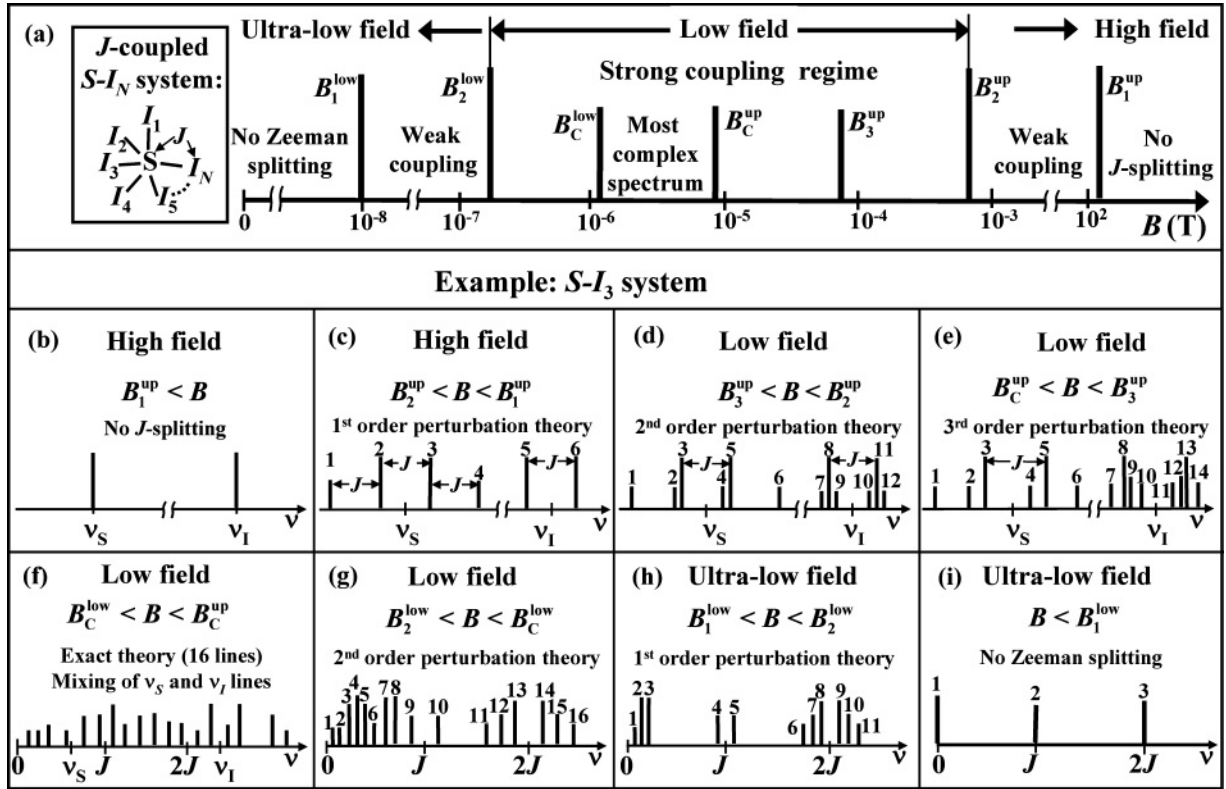 (a)
J-coupled
S-I_N system:
I_1
I_2
J
I_3
S
I_N
I_4
I_5
Ultra-low field
Low field
High field
Strong coupling regime
B_1^low
B_2^low
B_C^low
B_C^up
B_3^up
B_2^up
B_1^up
No Zeeman
splitting
Weak
coupling
Most
complex
spectrum
Weak
coupling
No
J-splitting
0 10^-8 10^-7 10^-6 10^-5 10^-4 10^-3 10^2
B (T)
Example: S-I_3 system
(b)
High field
B_1^up < B
No J-splitting
ν_S ν_I ν
(c)
High field
B_2^up < B < B_1^up
1st order perturbation theory
1 2 3 4 5 6
J J J J
ν_S ν_I ν
(d)
Low field
B_3^up < B < B_2^up
2nd order perturbation theory
1 2 3 4 5 6 7 8 9 10 11 12
J J
ν_S ν_I ν
(e)
Low field
B_C^up < B < B_3^up
3rd order perturbation theory
1 2 3 4 5 6 7 8 9 10 11 12 13 14
J
ν_S ν_I ν
(f)
Low field
B_C^low < B < B_C^up
Exact theory (16 lines)
Mixing of ν_S and ν_I lines
0 ν_S J 2J ν_I ν
(g)
Low field
B_2^low < B < B_C^low
2nd order perturbation theory
1 2 3 4 5 6 7 8 9 10 11 12 13 14 15 16
0 J 2J ν
(h)
Ultra-low field
B_1^low < B < B_2^low
1st order perturbation theory
1 2 3 4 5 6 7 8 9 10 11
0 J 2J ν
(i)
Ultra-low field
B < B_1^low
No Zeeman splitting
1 2 3
0 J 2J ν